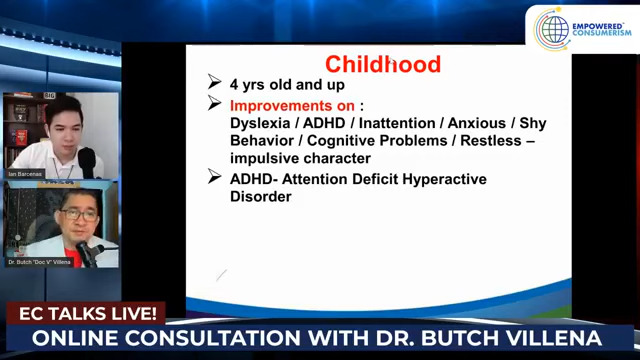 EMPOWERED
CONSUMERISM
Childhood
➢ 4 yrs old and up
➢ Improvements on :
Dyslexia / ADHD / Inattention / Anxious / Shy
Behavior / Cognitive Problems / Restless –
impulsive character
➢ ADHD- Attention Deficit Hyperactive
Disorder
Ian Barcenas
Dr. Butch "Doc V" Villena
EC TALKS LIVE!
ONLINE CONSULTATION WITH DR. BUTCH VILLENA